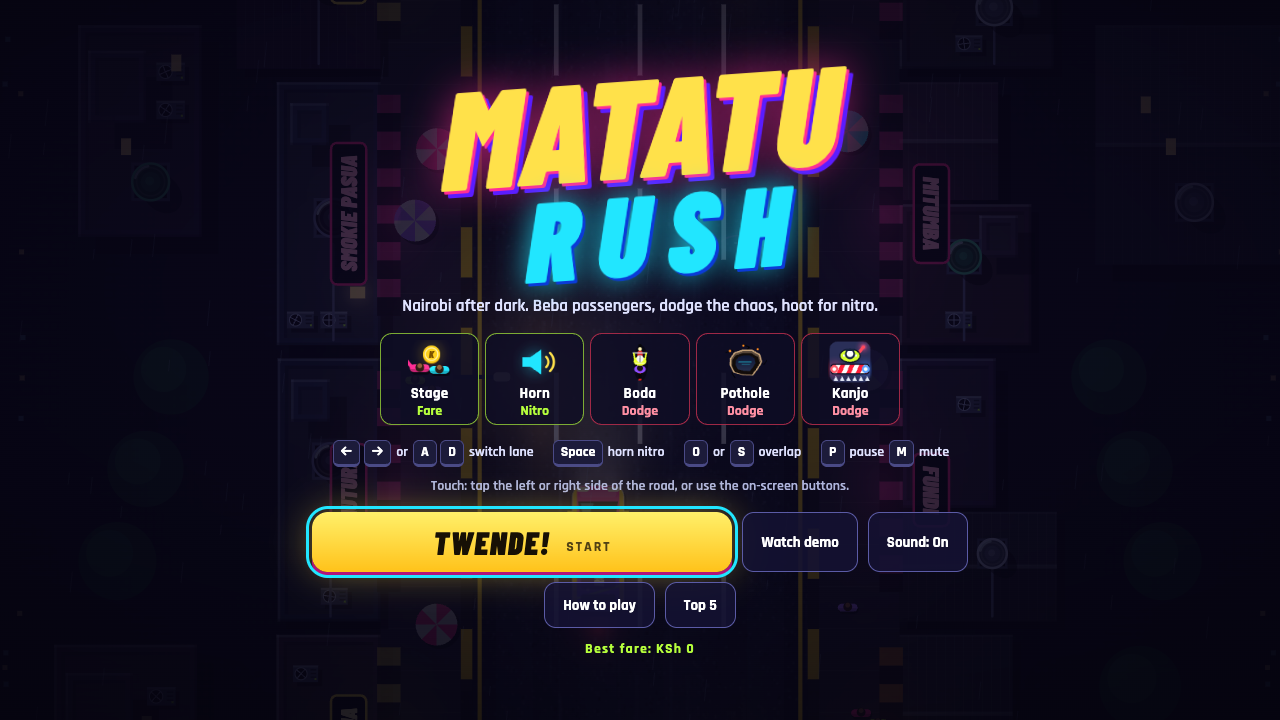 MATATU
RUSH
SMOKIE PASUA
MITUMBA
Nairobi after dark. Beba passengers, dodge the chaos, hoot for nitro.
Stage
Fare
Horn
Nitro
Boda
Dodge
Pothole
Dodge
Kanjo
Dodge
← → or A D switch lane Space horn nitro O or S overlap P pause M mute
Touch: tap the left or right side of the road, or use the on-screen buttons.
TWENDE! START
Watch demo
Sound: On
How to play
Top 5
Best fare: KSh 0